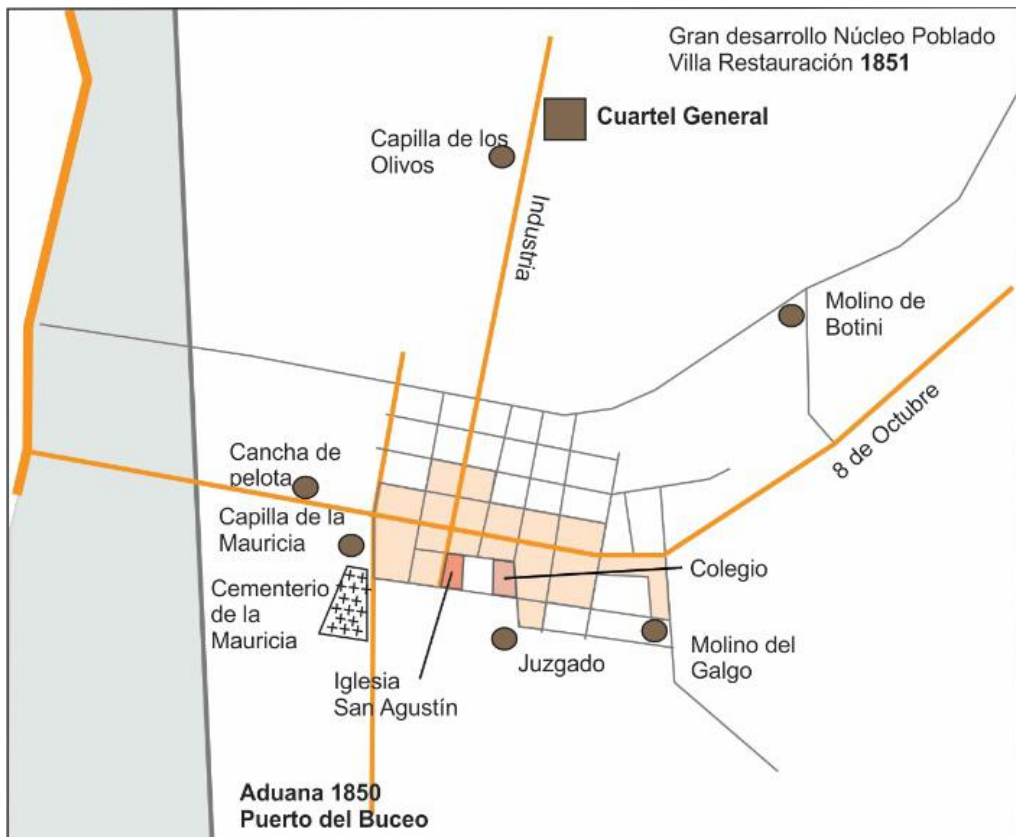 Gran desarrollo Núcleo Poblado
Villa Restauración 1851
Cuartel General
Capilla de los
Olivos
Industria
Molino de
Botini
8 de Octubre
Cancha de
pelota
Capilla de la
Mauricia
Cementerio
de la
Mauricia
Colegio
Iglesia
San Agustín
Juzgado
Molino del
Galgo
Aduana 1850
Puerto del Buceo